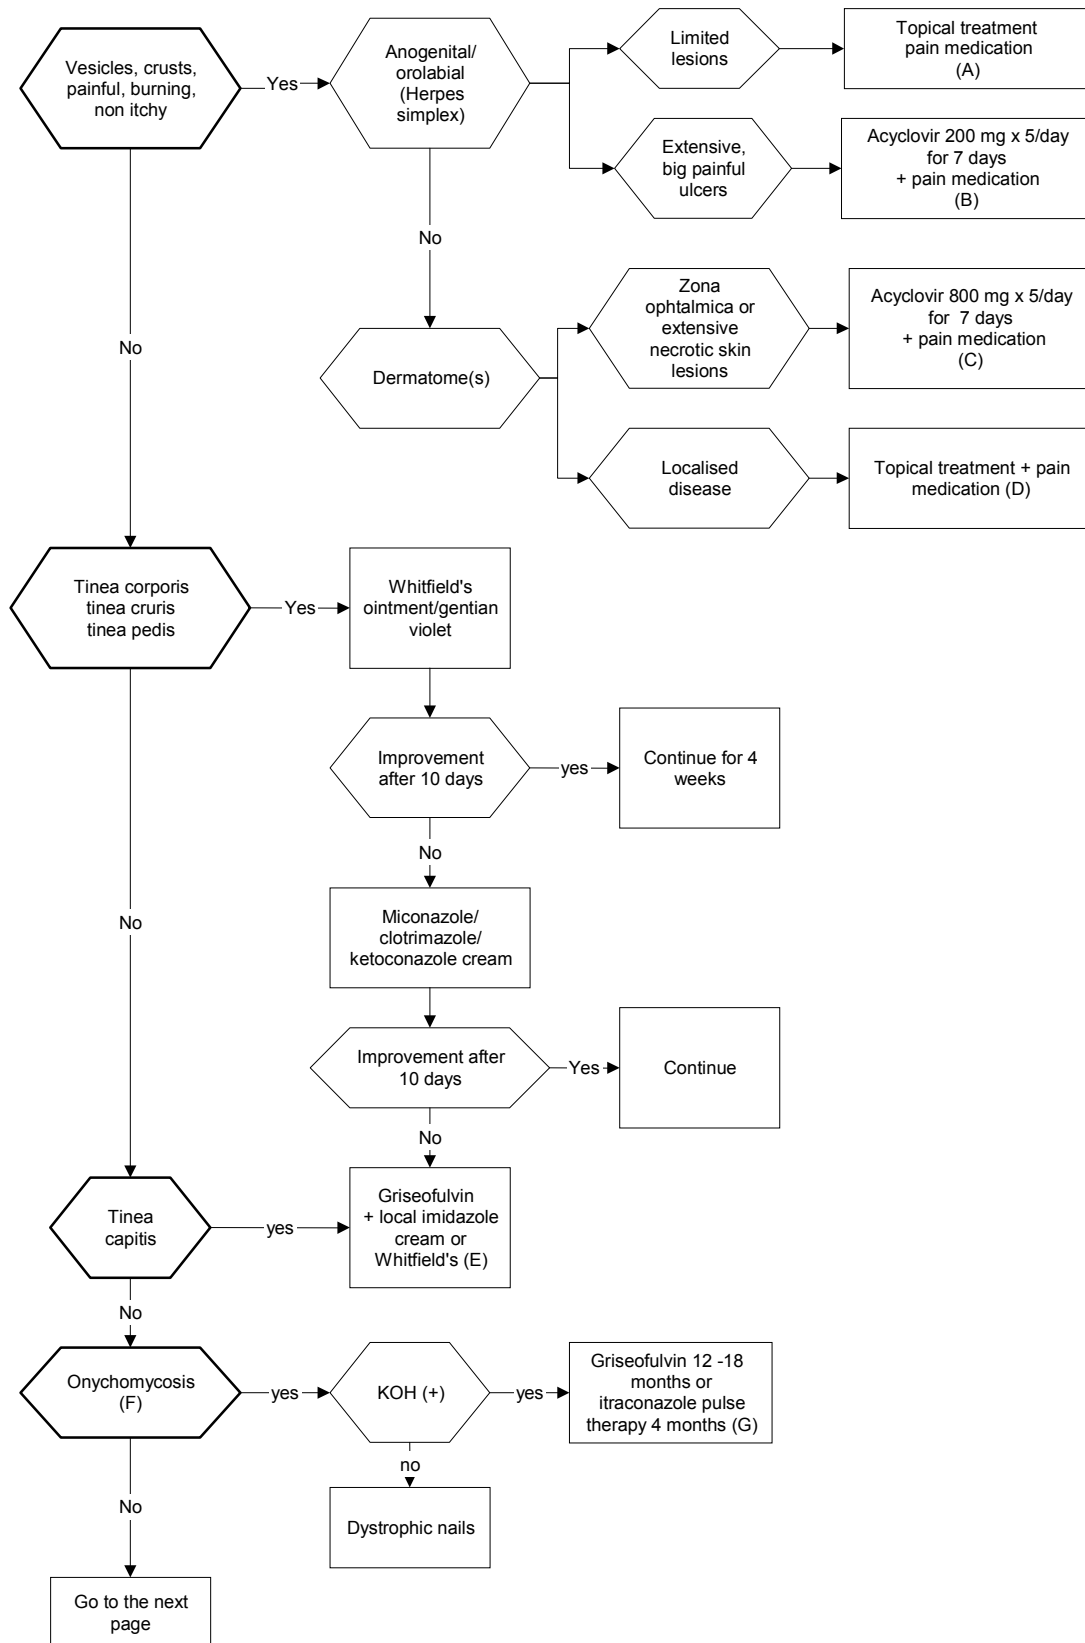 Vesicles, crusts,
painful, burning,
non itchy
Yes
Anogenital/
orolabial
(Herpes
simplex)
Limited
lesions
Topical treatment
pain medication
(A)
Extensive,
big painful
ulcers
Acyclovir 200 mg x 5/day
for 7 days
+ pain medication
(B)
No
No
Dermatome(s)
Zona
ophtalmica or
extensive
necrotic skin
lesions
Acyclovir 800 mg x 5/day
for 7 days
+ pain medication
(C)
Localised
disease
Topical treatment + pain
medication (D)
Tinea corporis
tinea cruris
tinea pedis
Yes
Whitfield's
ointment/gentian
violet
Improvement
after 10 days
yes
Continue for 4
weeks
No
No
Miconazole/
clotrimazole/
ketoconazole cream
Improvement after
10 days
Yes
Continue
No
Tinea
capitis
yes
Griseofulvin
+ local imidazole
cream or
Whitfield's (E)
No
Onychomycosis
(F)
yes
KOH (+)
yes
Griseofulvin 12 -18
months or
itraconazole pulse
therapy 4 months (G)
no
Dystrophic nails
No
Go to the next
page